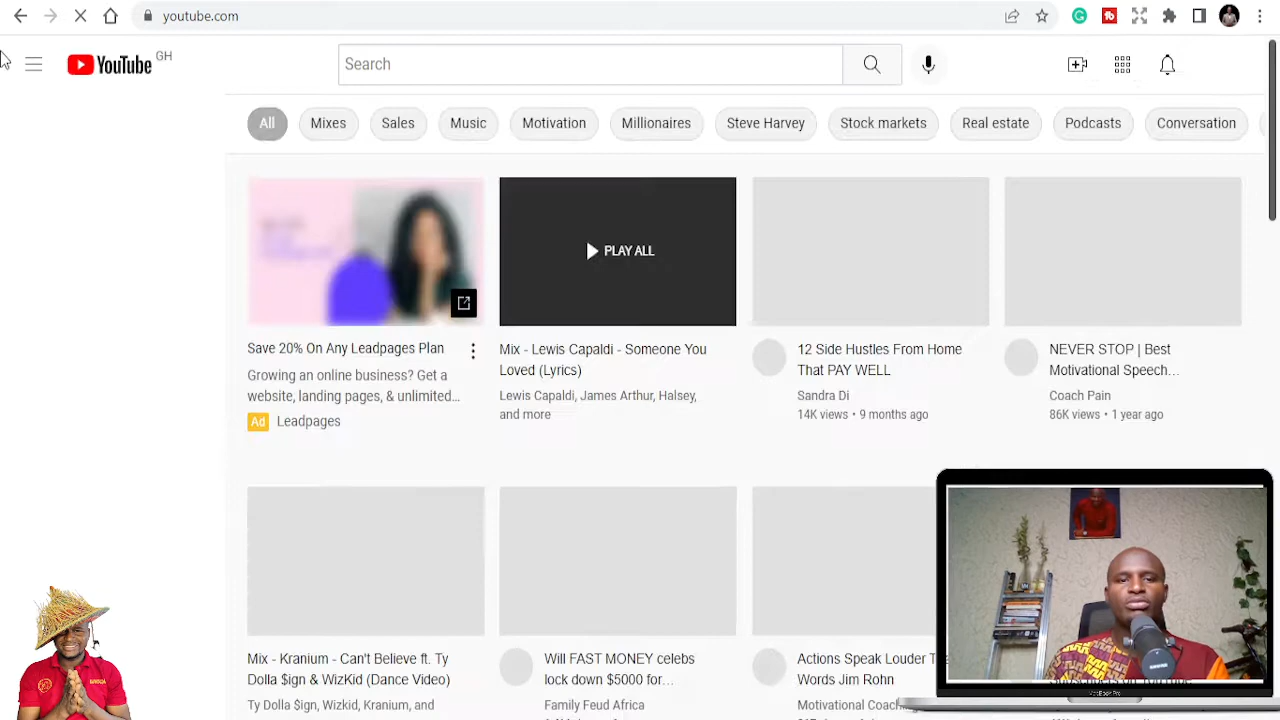 youtube.com
YouTube GH
Search
All
Mixes
Sales
Music
Motivation
Millionaires
Steve Harvey
Stock markets
Real estate
Podcasts
Conversation
PLAY ALL
Save 20% On Any Leadpages Plan
Growing an online business? Get a
website, landing pages, & unlimited...
Ad Leadpages
Mix - Lewis Capaldi - Someone You
Loved (Lyrics)
Lewis Capaldi, James Arthur, Halsey,
and more
12 Side Hustles From Home
That PAY WELL
Sandra Di
14K views • 9 months ago
NEVER STOP | Best
Motivational Speech...
Coach Pain
86K views • 1 year ago
Mix - Kranium - Can't Believe ft. Ty
Dolla $ign & WizKid (Dance Video)
Ty Dolla $ign, Wizkid, Davido, and
Will FAST MONEY celebs
lock down $5000 for...
Family Feud Africa
Actions Speak Louder
Words Jim Rohn
Motivational Coaching
MacBook Pro